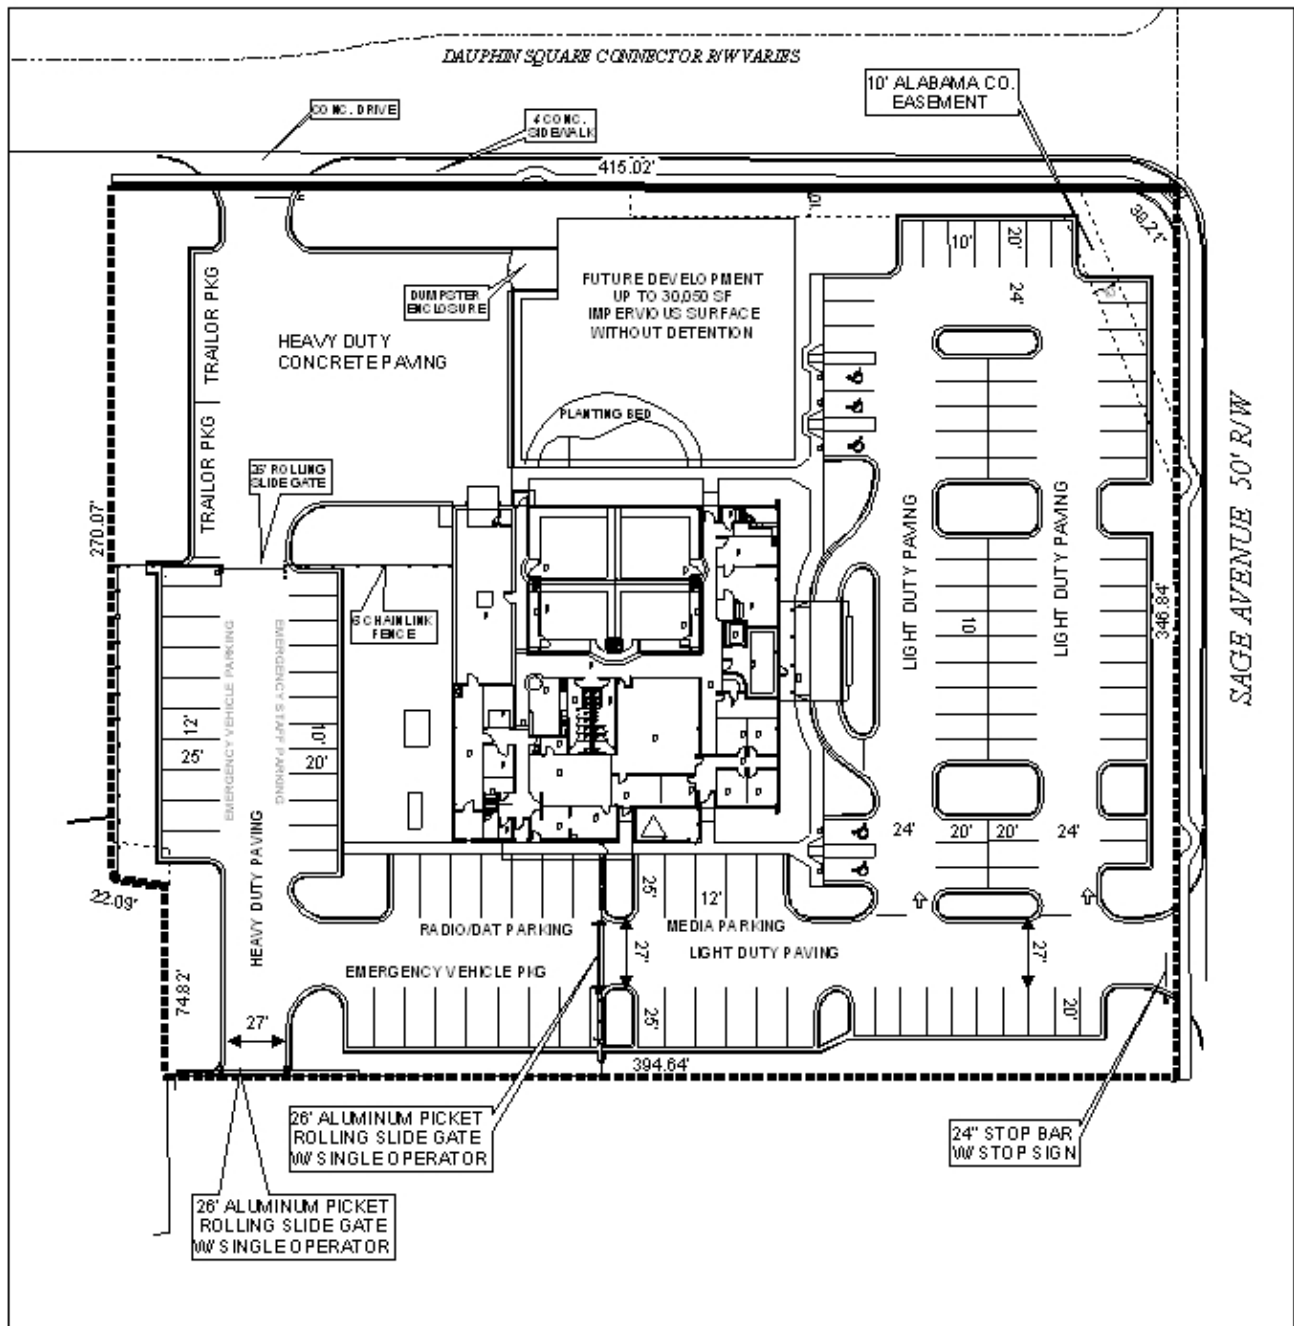 DAUPHIN SQUARE CONNECTOR R/W VARIES
10' ALABAMA CO.
EASEMENT
CONC. DRIVE
4' CONC.
SIDEWALK
415.02'
10'
38.21'
10'
20'
24'
TRAILOR PKG
DUMPSTER
ENCLOSURE
FUTURE DEVELOPMENT
UP TO 30,050 SF
IMPERVIOUS SURFACE
WITHOUT DETENTION
HEAVY DUTY
CONCRETE PAVING
PLANTING BED
TRAILOR PKG
ROLLING
SLIDE GATE
270.07'
LIGHT DUTY PAVING
LIGHT DUTY PAVING
SAGE AVENUE 50' R/W
346.84'
10'
6' CHAINLINK
FENCE
EMERGENCY VEHICLE PARKING
EMERGENCY STAFF PARKING
12'
25'
10'
20'
HEAVY DUTY PAVING
24'
20'
20'
24'
22.09'
25'
12'
RADIO/DAT PARKING
MEDIA PARKING
27'
LIGHT DUTY PAVING
27'
EMERGENCY VEHICLE PKG
74.82'
27'
25'
20'
394.64'
26' ALUMINUM PICKET
ROLLING SLIDE GATE
W/ SINGLE OPERATOR
24" STOP BAR
W/ STOP SIGN
26' ALUMINUM PICKET
ROLLING SLIDE GATE
W/ SINGLE OPERATOR